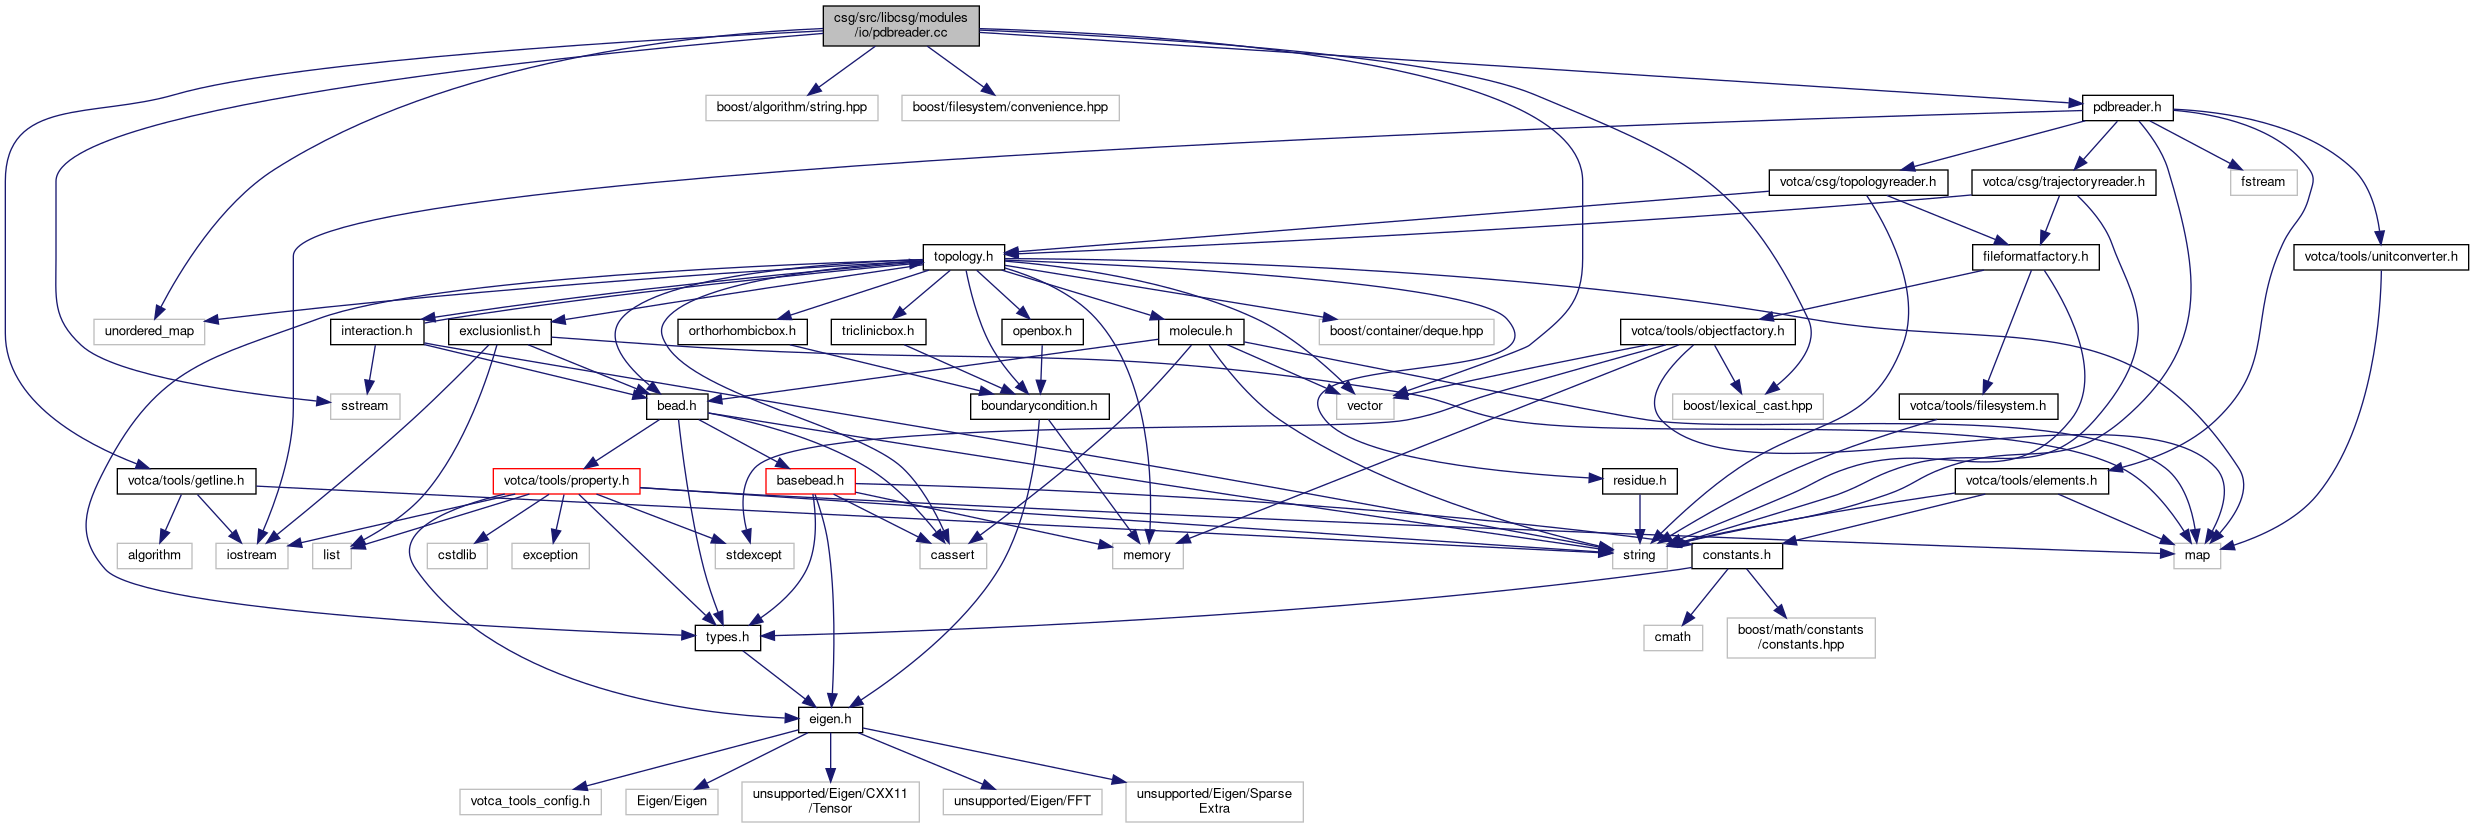 csg/src/libcsg/modules
/io/pdbreader.cc
boost/algorithm/string.hpp
boost/filesystem/convenience.hpp
pdbreader.h
votca/csg/topologyreader.h
votca/csg/trajectoryreader.h
fstream
topology.h
fileformatfactory.h
votca/tools/unitconverter.h
unordered_map
interaction.h
exclusionlist.h
orthorhombicbox.h
triclinicbox.h
openbox.h
molecule.h
boost/container/deque.hpp
votca/tools/objectfactory.h
sstream
bead.h
boundarycondition.h
vector
boost/lexical_cast.hpp
votca/tools/filesystem.h
votca/tools/getline.h
votca/tools/property.h
basebead.h
residue.h
votca/tools/elements.h
algorithm
iostream
list
cstdlib
exception
stdexcept
cassert
memory
string
constants.h
map
types.h
cmath
boost/math/constants
/constants.hpp
eigen.h
votca_tools_config.h
Eigen/Eigen
unsupported/Eigen/CXX11
/Tensor
unsupported/Eigen/FFT
unsupported/Eigen/Sparse
Extra